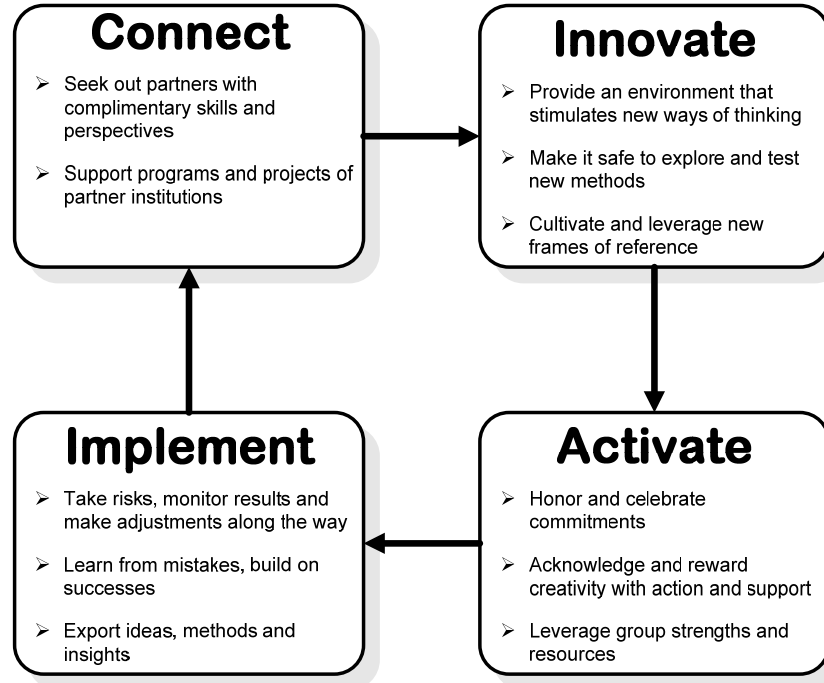 Connect
➢ Seek out partners with
complimentary skills and
perspectives
➢ Support programs and projects of
partner institutions
Innovate
➢ Provide an environment that
stimulates new ways of thinking
➢ Make it safe to explore and test
new methods
➢ Cultivate and leverage new
frames of reference
Activate
➢ Honor and celebrate
commitments
➢ Acknowledge and reward
creativity with action and support
➢ Leverage group strengths and
resources
Implement
➢ Take risks, monitor results and
make adjustments along the way
➢ Learn from mistakes, build on
successes
➢ Export ideas, methods and
insights